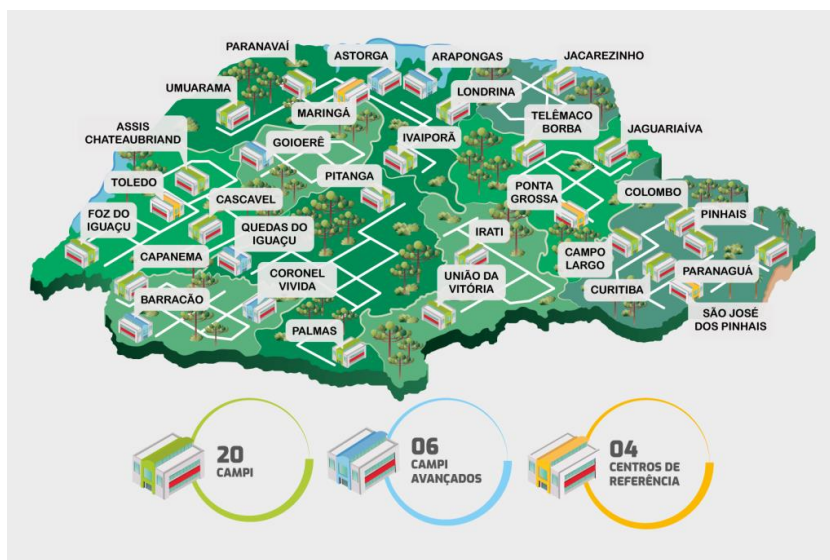 PARANAVAÍ
ASTORGA
ARAPONGAS
JACAREZINHO
UMUARAMA
MARINGÁ
LONDRINA
ASSIS
CHATEAUBRIAND
GOIOERÊ
IVAIPORÃ
TELÊMACO
BORBA
JAGUARIAÍVA
TOLEDO
PITANGA
COLOMBO
FOZ DO
IGUAÇU
CASCAVEL
PONTA
GROSSA
PINHAIS
QUEDAS DO
IGUAÇU
IRATI
CAPANEMA
CAMPO
LARGO
CORONEL
VIVIDA
UNIÃO DA
VITÓRIA
PARANAGUÁ
BARRACÃO
CURITIBA
PALMAS
SÃO JOSÉ
DOS PINHAIS
20
CAMPI
06
CAMPI
AVANÇADOS
04
CENTROS DE
REFERÊNCIA